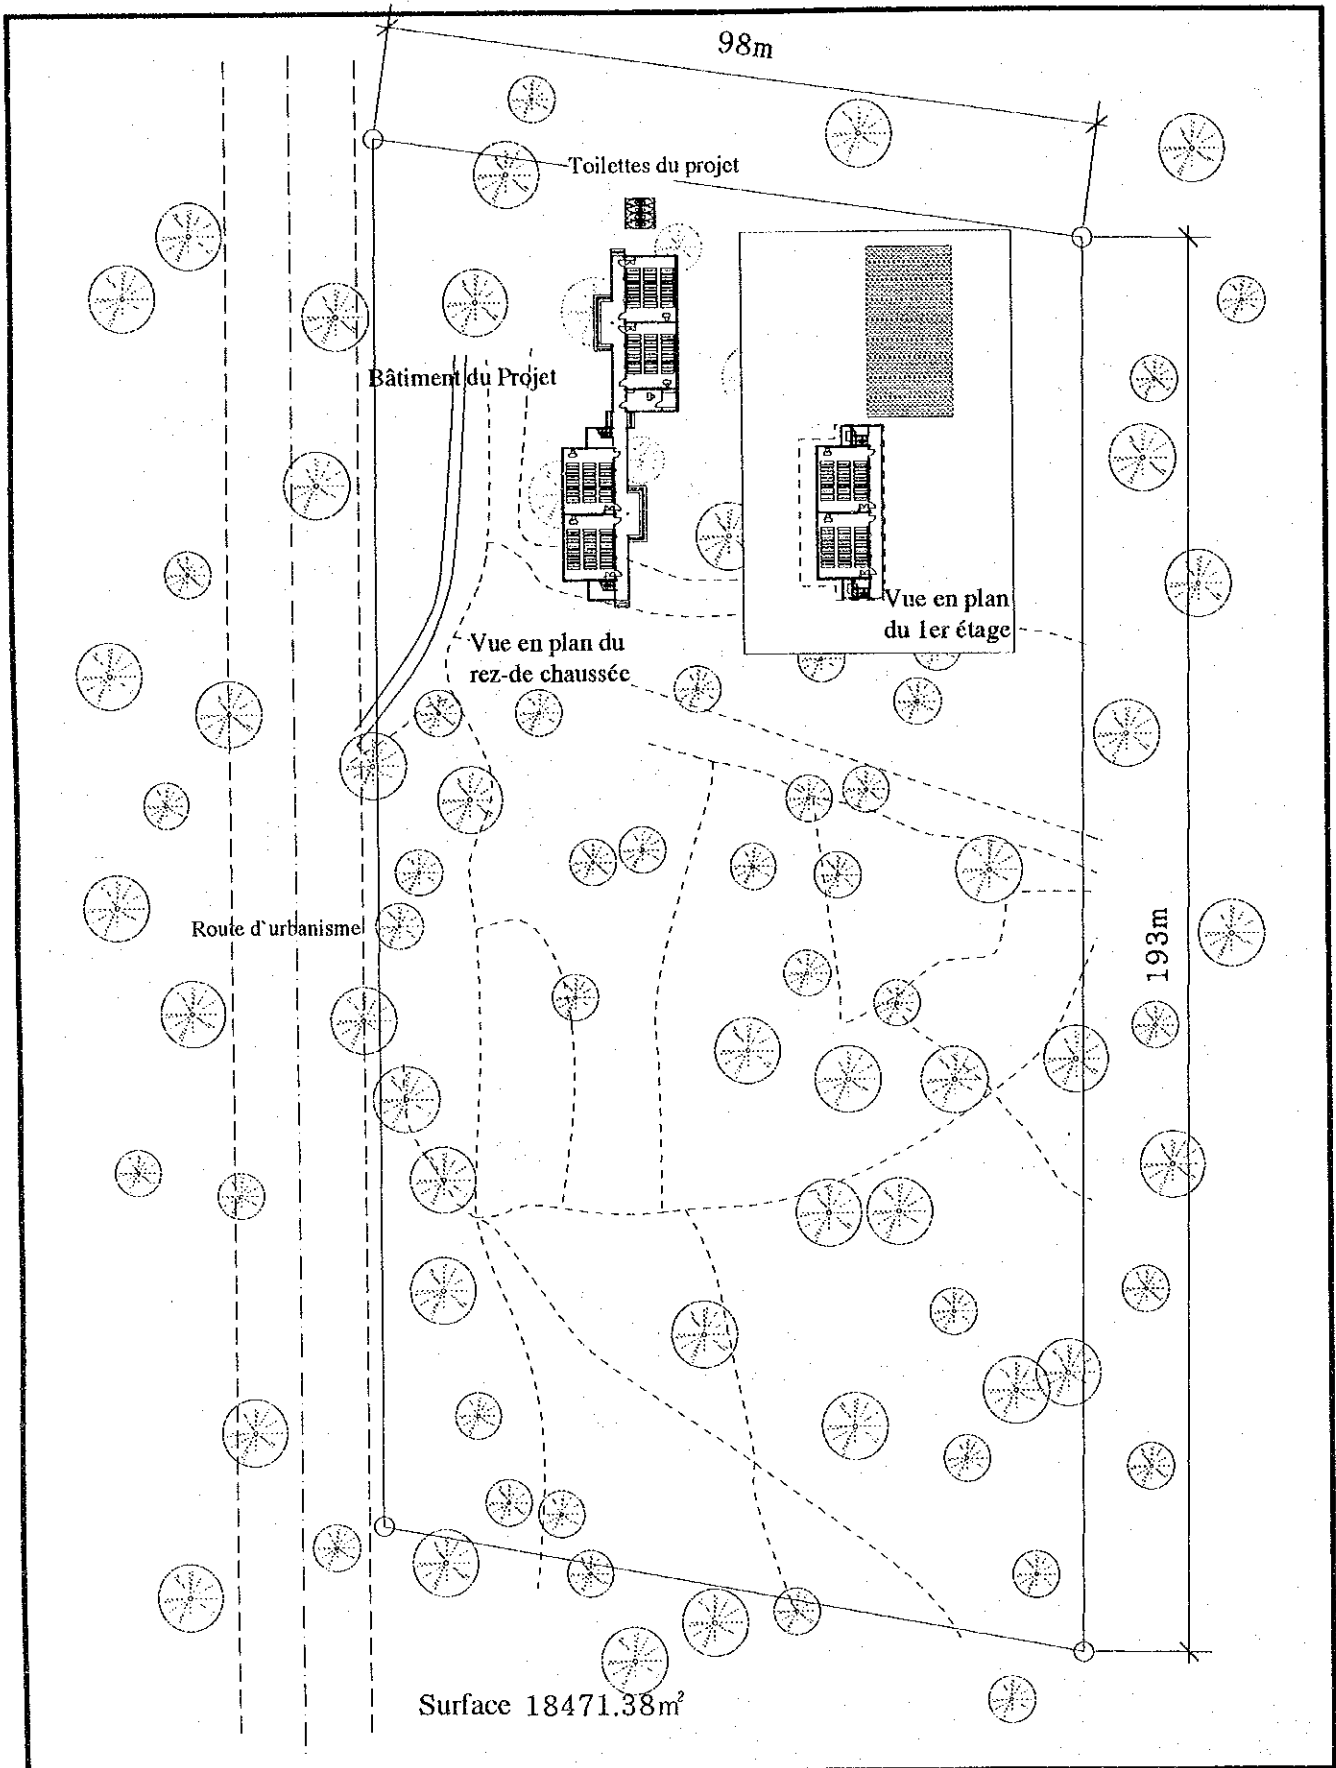 98m
Toilettes du projet
Bâtiment du Projet
Vue en plan
du 1er étage
Vue en plan du
rez-de chaussée
Route d'urbanisme
193m
Surface 18471.38m²